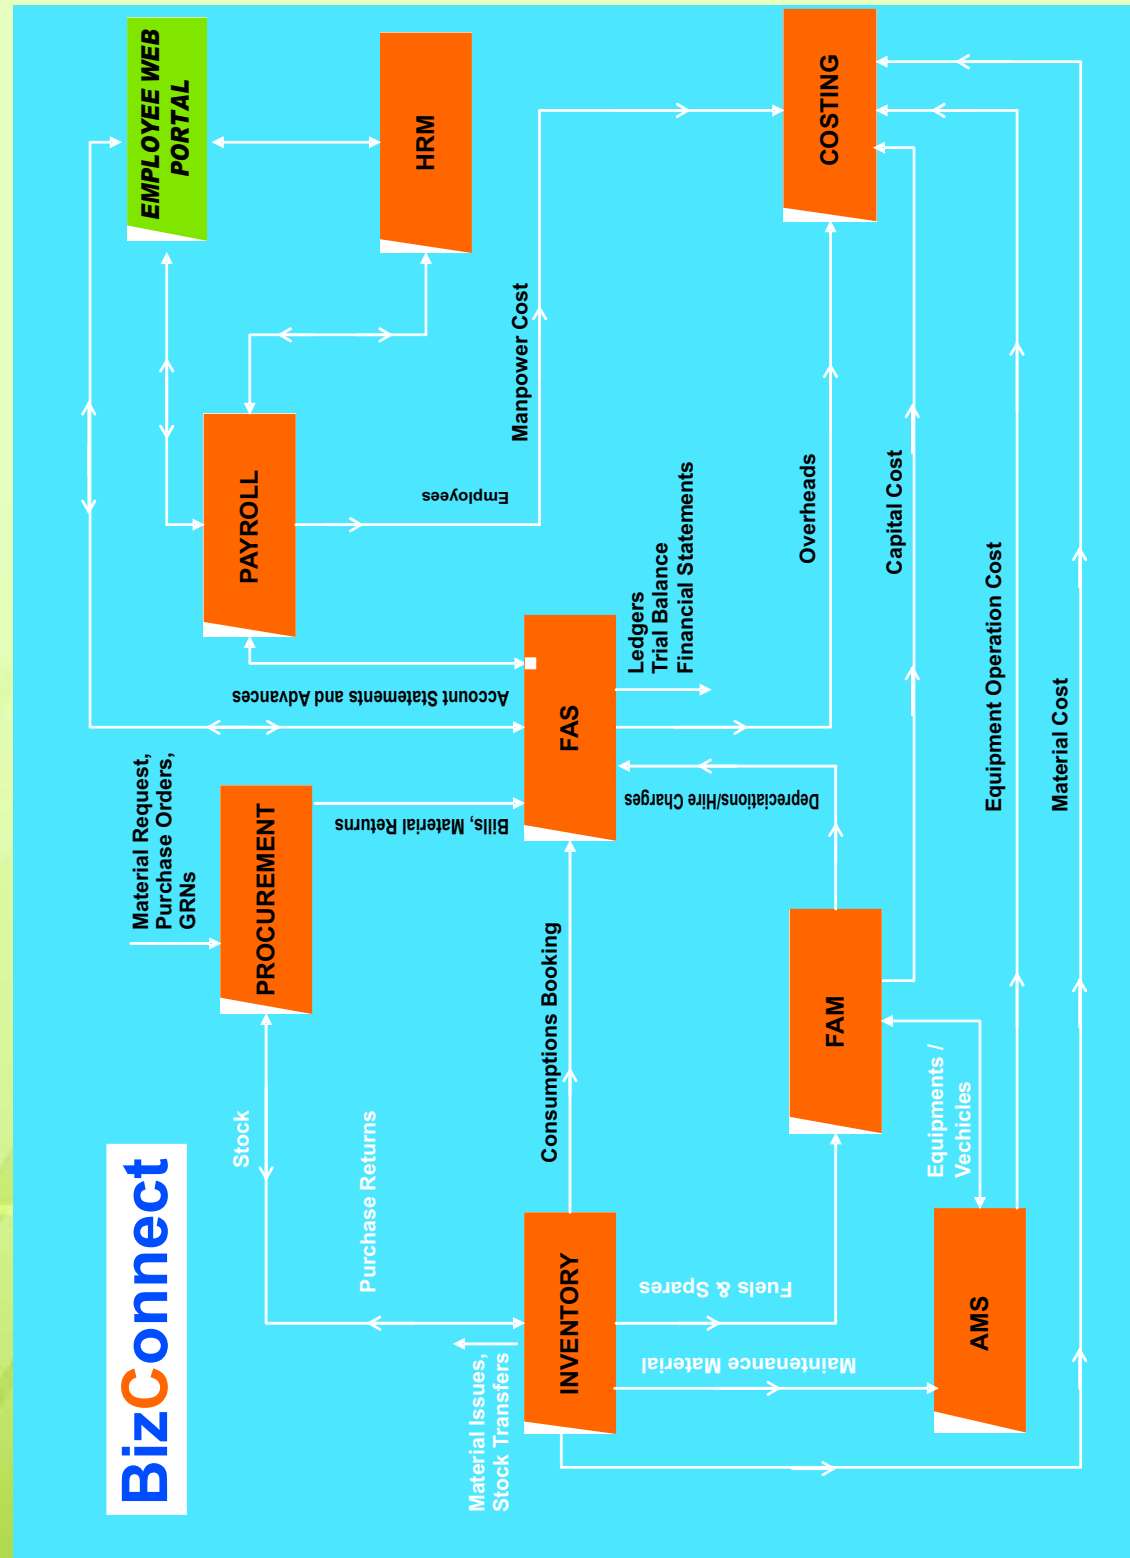 BizConnect
EMPLOYEE WEB
PORTAL
HRM
PAYROLL
COSTING
Manpower Cost
Employees
Account Statements and Advances
Material Request,
Purchase Orders,
GRNs
PROCUREMENT
Bills, Material Returns
FAS
Ledgers
Trial Balance
Financial Statements
Overheads
Capital Cost
Equipment Operation Cost
Material Cost
Depreciations/Hire Charges
Stock
Purchase Returns
Consumptions Booking
FAM
Equipments /
Vechicles
Material Issues,
Stock Transfers
INVENTORY
Fuels & Spares
Maintenance Material
AMS